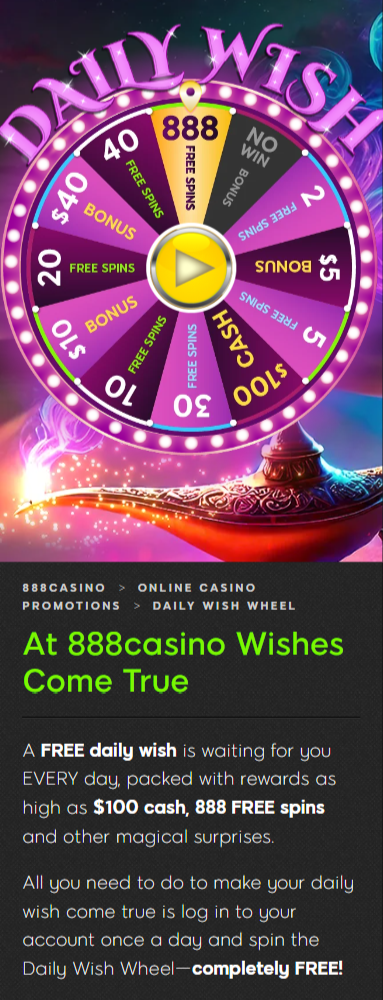 DAILY WISH
888
FREE SPINS
NO
WIN
BONUS
2
FREE SPINS
$5
BONUS
5
FREE SPINS
$100
CASH
30
FREE SPINS
10
FREE SPINS
$10
BONUS
20
FREE SPINS
$40
BONUS
40
FREE SPINS
888CASINO > ONLINE CASINO
PROMOTIONS > DAILY WISH WHEEL
At 888casino Wishes
Come True
A FREE daily wish is waiting for you
EVERY day, packed with rewards as
high as $100 cash, 888 FREE spins
and other magical surprises.
All you need to do to make your daily
wish come true is log in to your
account once a day and spin the
Daily Wish Wheel—completely FREE!